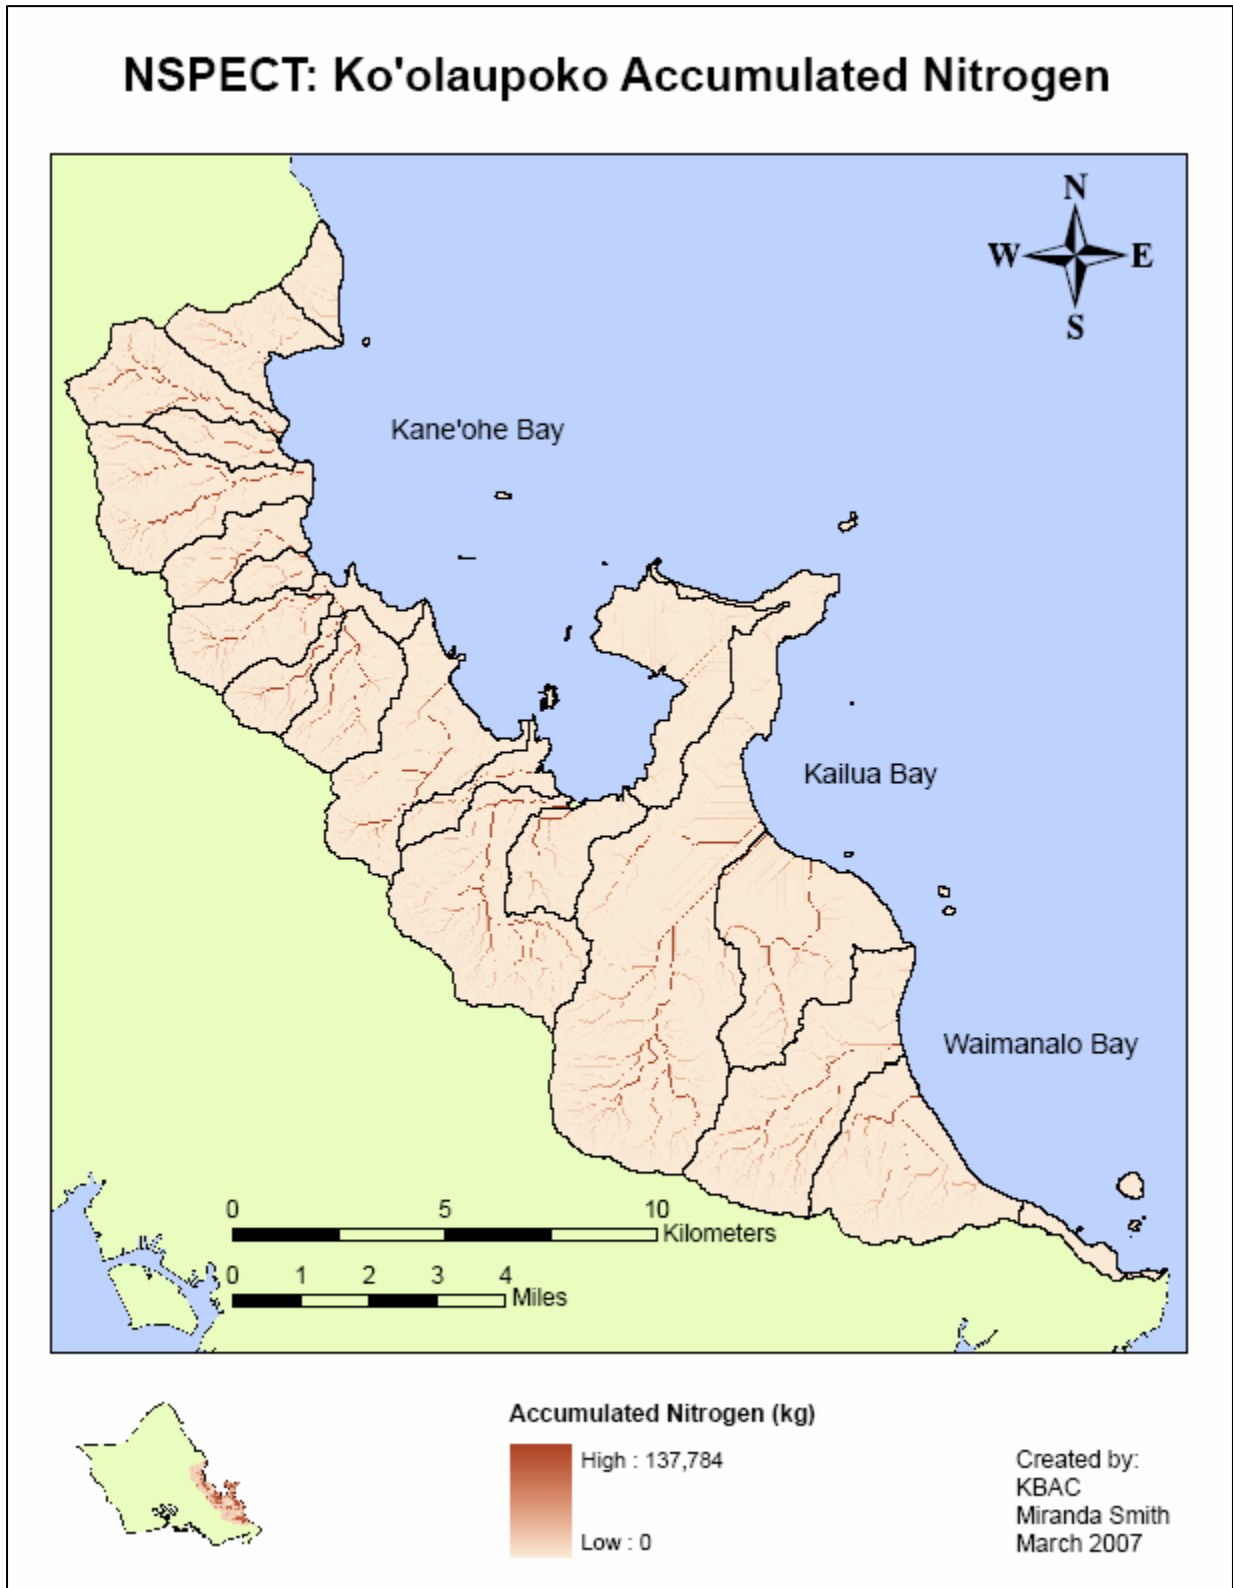 NSPECT: Ko'olaupoko Accumulated Nitrogen
N
W E
S
Kane'ohe Bay
Kailua Bay
Waimanalo Bay
0 5 10
Kilometers
0 1 2 3 4
Miles
Accumulated Nitrogen (kg)
High : 137,784
Low : 0
Created by:
KBAC
Miranda Smith
March 2007